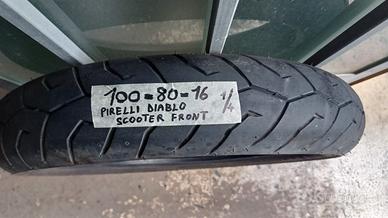 100=80=16 1/4
PIRELLI DIABLO
SCOOTER FRONT